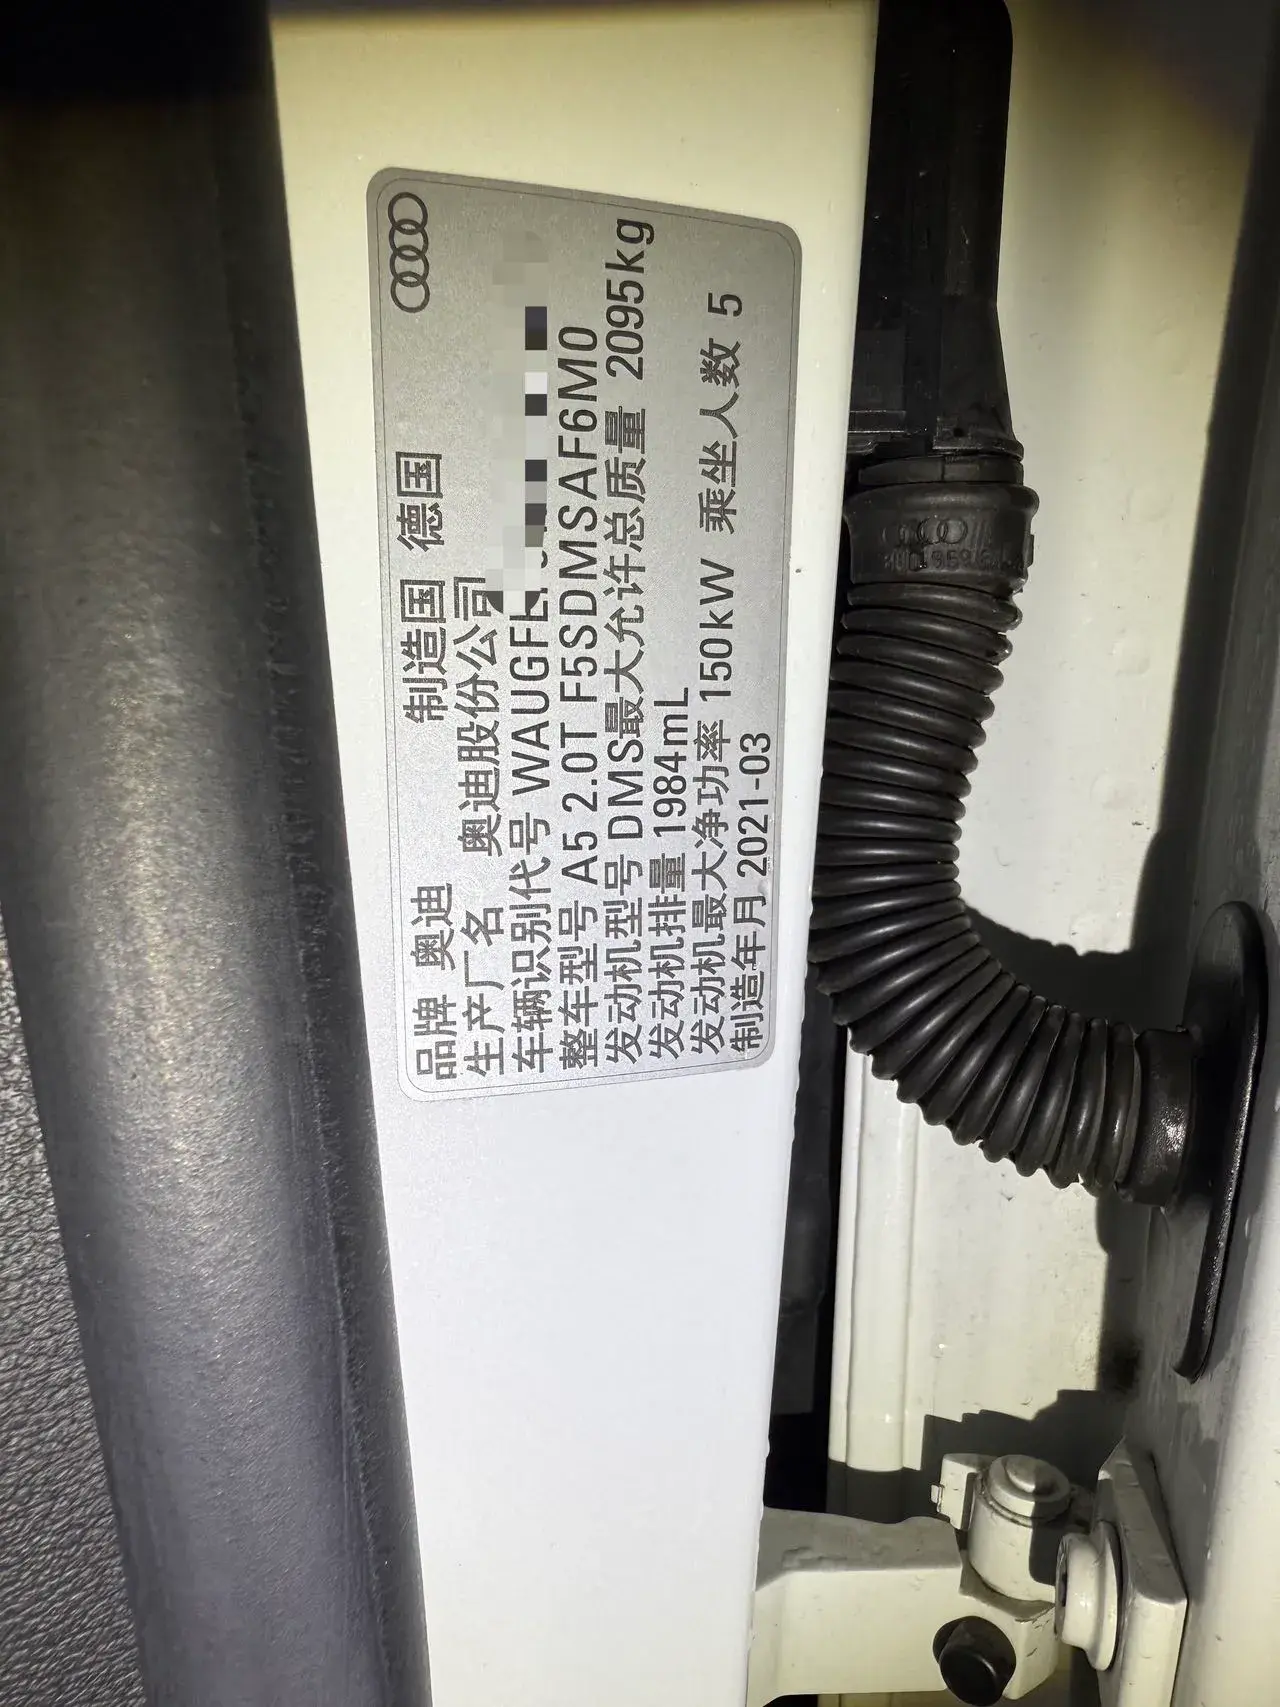 品牌 奥迪 制造国 德国
生产厂名 奥迪股份公司
车辆识别代号 WAUGFL
整车型号 A5 2.0T F5SDMSAF6M0
发动机型号 DMS最大允许总质量 2095kg
发动机排量 1984mL
发动机最大净功率 150kW 乘坐人数 5
制造年月 2021-03